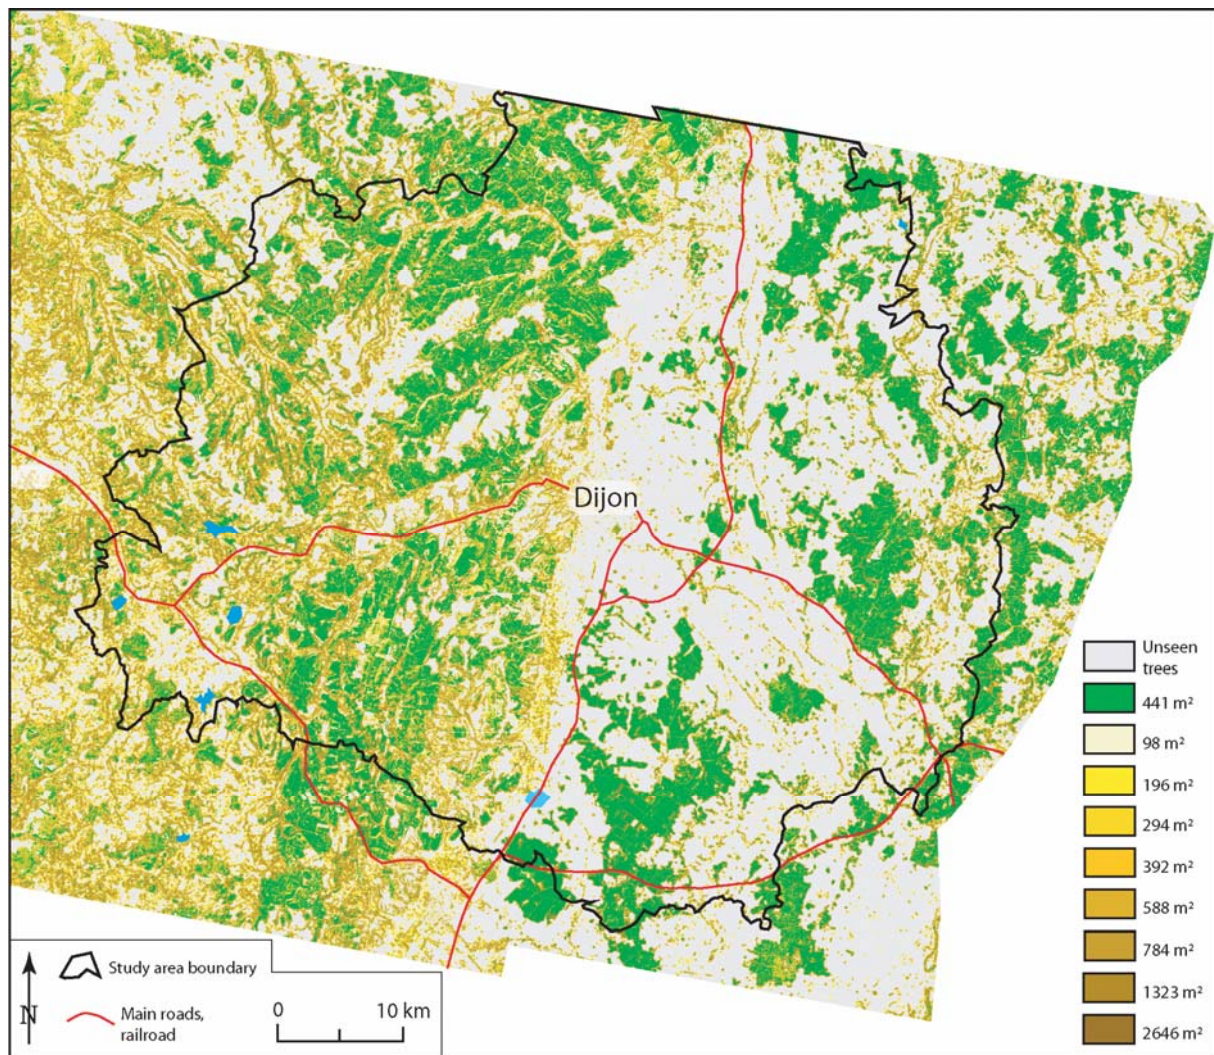 Dijon
Unseen
trees
441 m²
98 m²
196 m²
294 m²
392 m²
588 m²
784 m²
1323 m²
2646 m²
N
Study area boundary
Main roads,
railroad
0 10 km